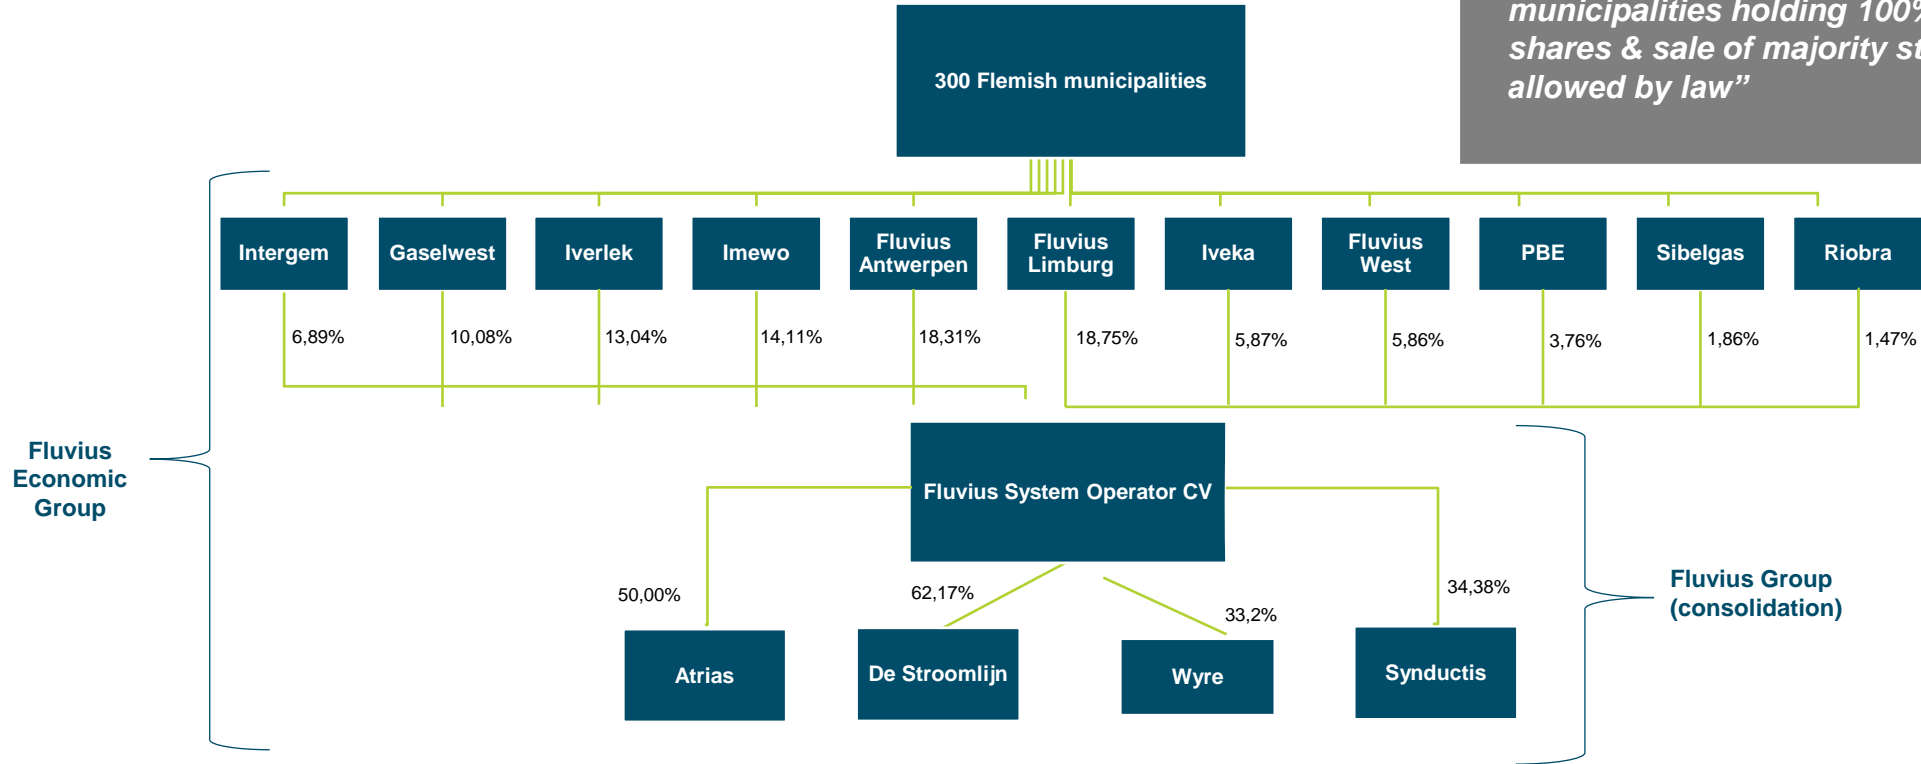 municipalities holding 100%
shares & sale of majority st
allowed by law”
300 Flemish municipalities
Intergem
Gaselwest
Iverlek
Imewo
Fluvius
Antwerpen
Fluvius
Limburg
Iveka
Fluvius
West
PBE
Sibelgas
Riobra
6,89%
10,08%
13,04%
14,11%
18,31%
18,75%
5,87%
5,86%
3,76%
1,86%
1,47%
Fluvius
Economic
Group
Fluvius System Operator CV
50,00%
62,17%
33,2%
34,38%
Fluvius Group
(consolidation)
Atrias
De Stroomlijn
Wyre
Synductis